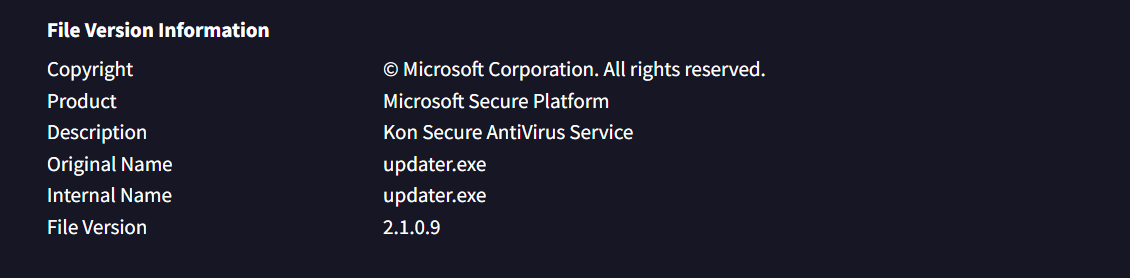 File Version Information
Copyright © Microsoft Corporation. All rights reserved.
Product Microsoft Secure Platform
Description Kon Secure AntiVirus Service
Original Name updater.exe
Internal Name updater.exe
File Version 2.1.0.9